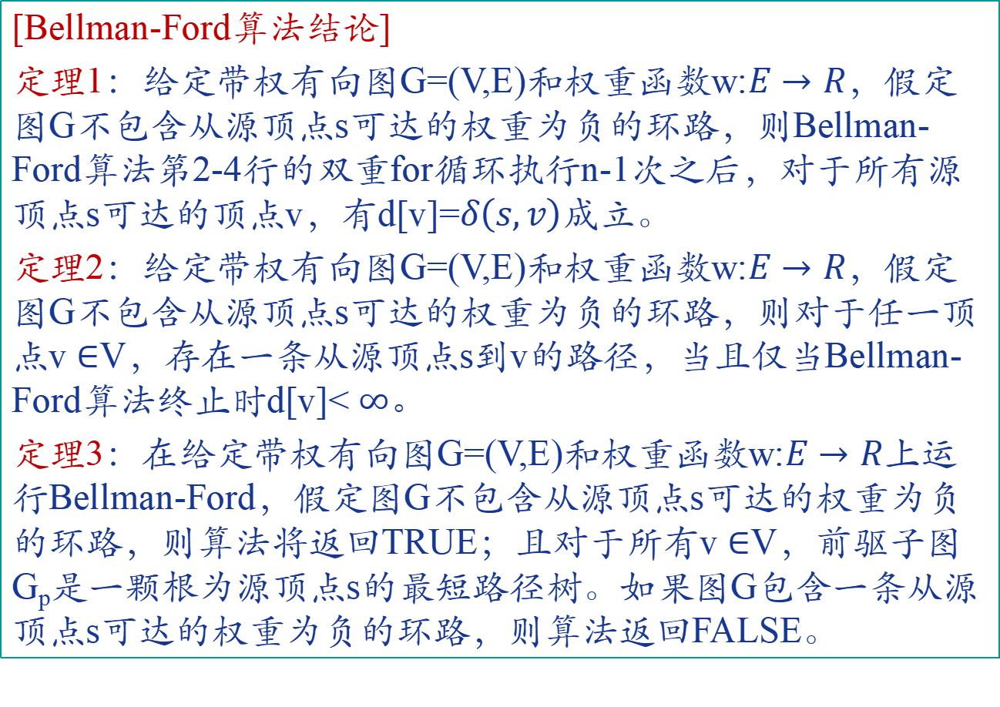 [Bellman-Ford算法结论]
定理1：给定带权有向图G=(V,E)和权重函数w:𝐸 → 𝑅，假定
图G不包含从源顶点s可达的权重为负的环路，则Bellman-
Ford算法第2-4行的双重for循环执行n-1次之后，对于所有源
顶点s可达的顶点v，有d[v]=𝛿(𝑠, 𝑣)成立。
定理2：给定带权有向图G=(V,E)和权重函数w:𝐸 → 𝑅，假定
图G不包含从源顶点s可达的权重为负的环路，则对于任一顶
点v ∈V，存在一条从源顶点s到v的路径，当且仅当Bellman-
Ford算法终止时d[v]< ∞。
定理3：在给定带权有向图G=(V,E)和权重函数w:𝐸 → 𝑅上运
行Bellman-Ford，假定图G不包含从源顶点s可达的权重为负
的环路，则算法将返回TRUE；且对于所有v ∈V，前驱子图
Gₚ是一颗根为源顶点s的最短路径树。如果图G包含一条从源
顶点s可达的权重为负的环路，则算法返回FALSE。